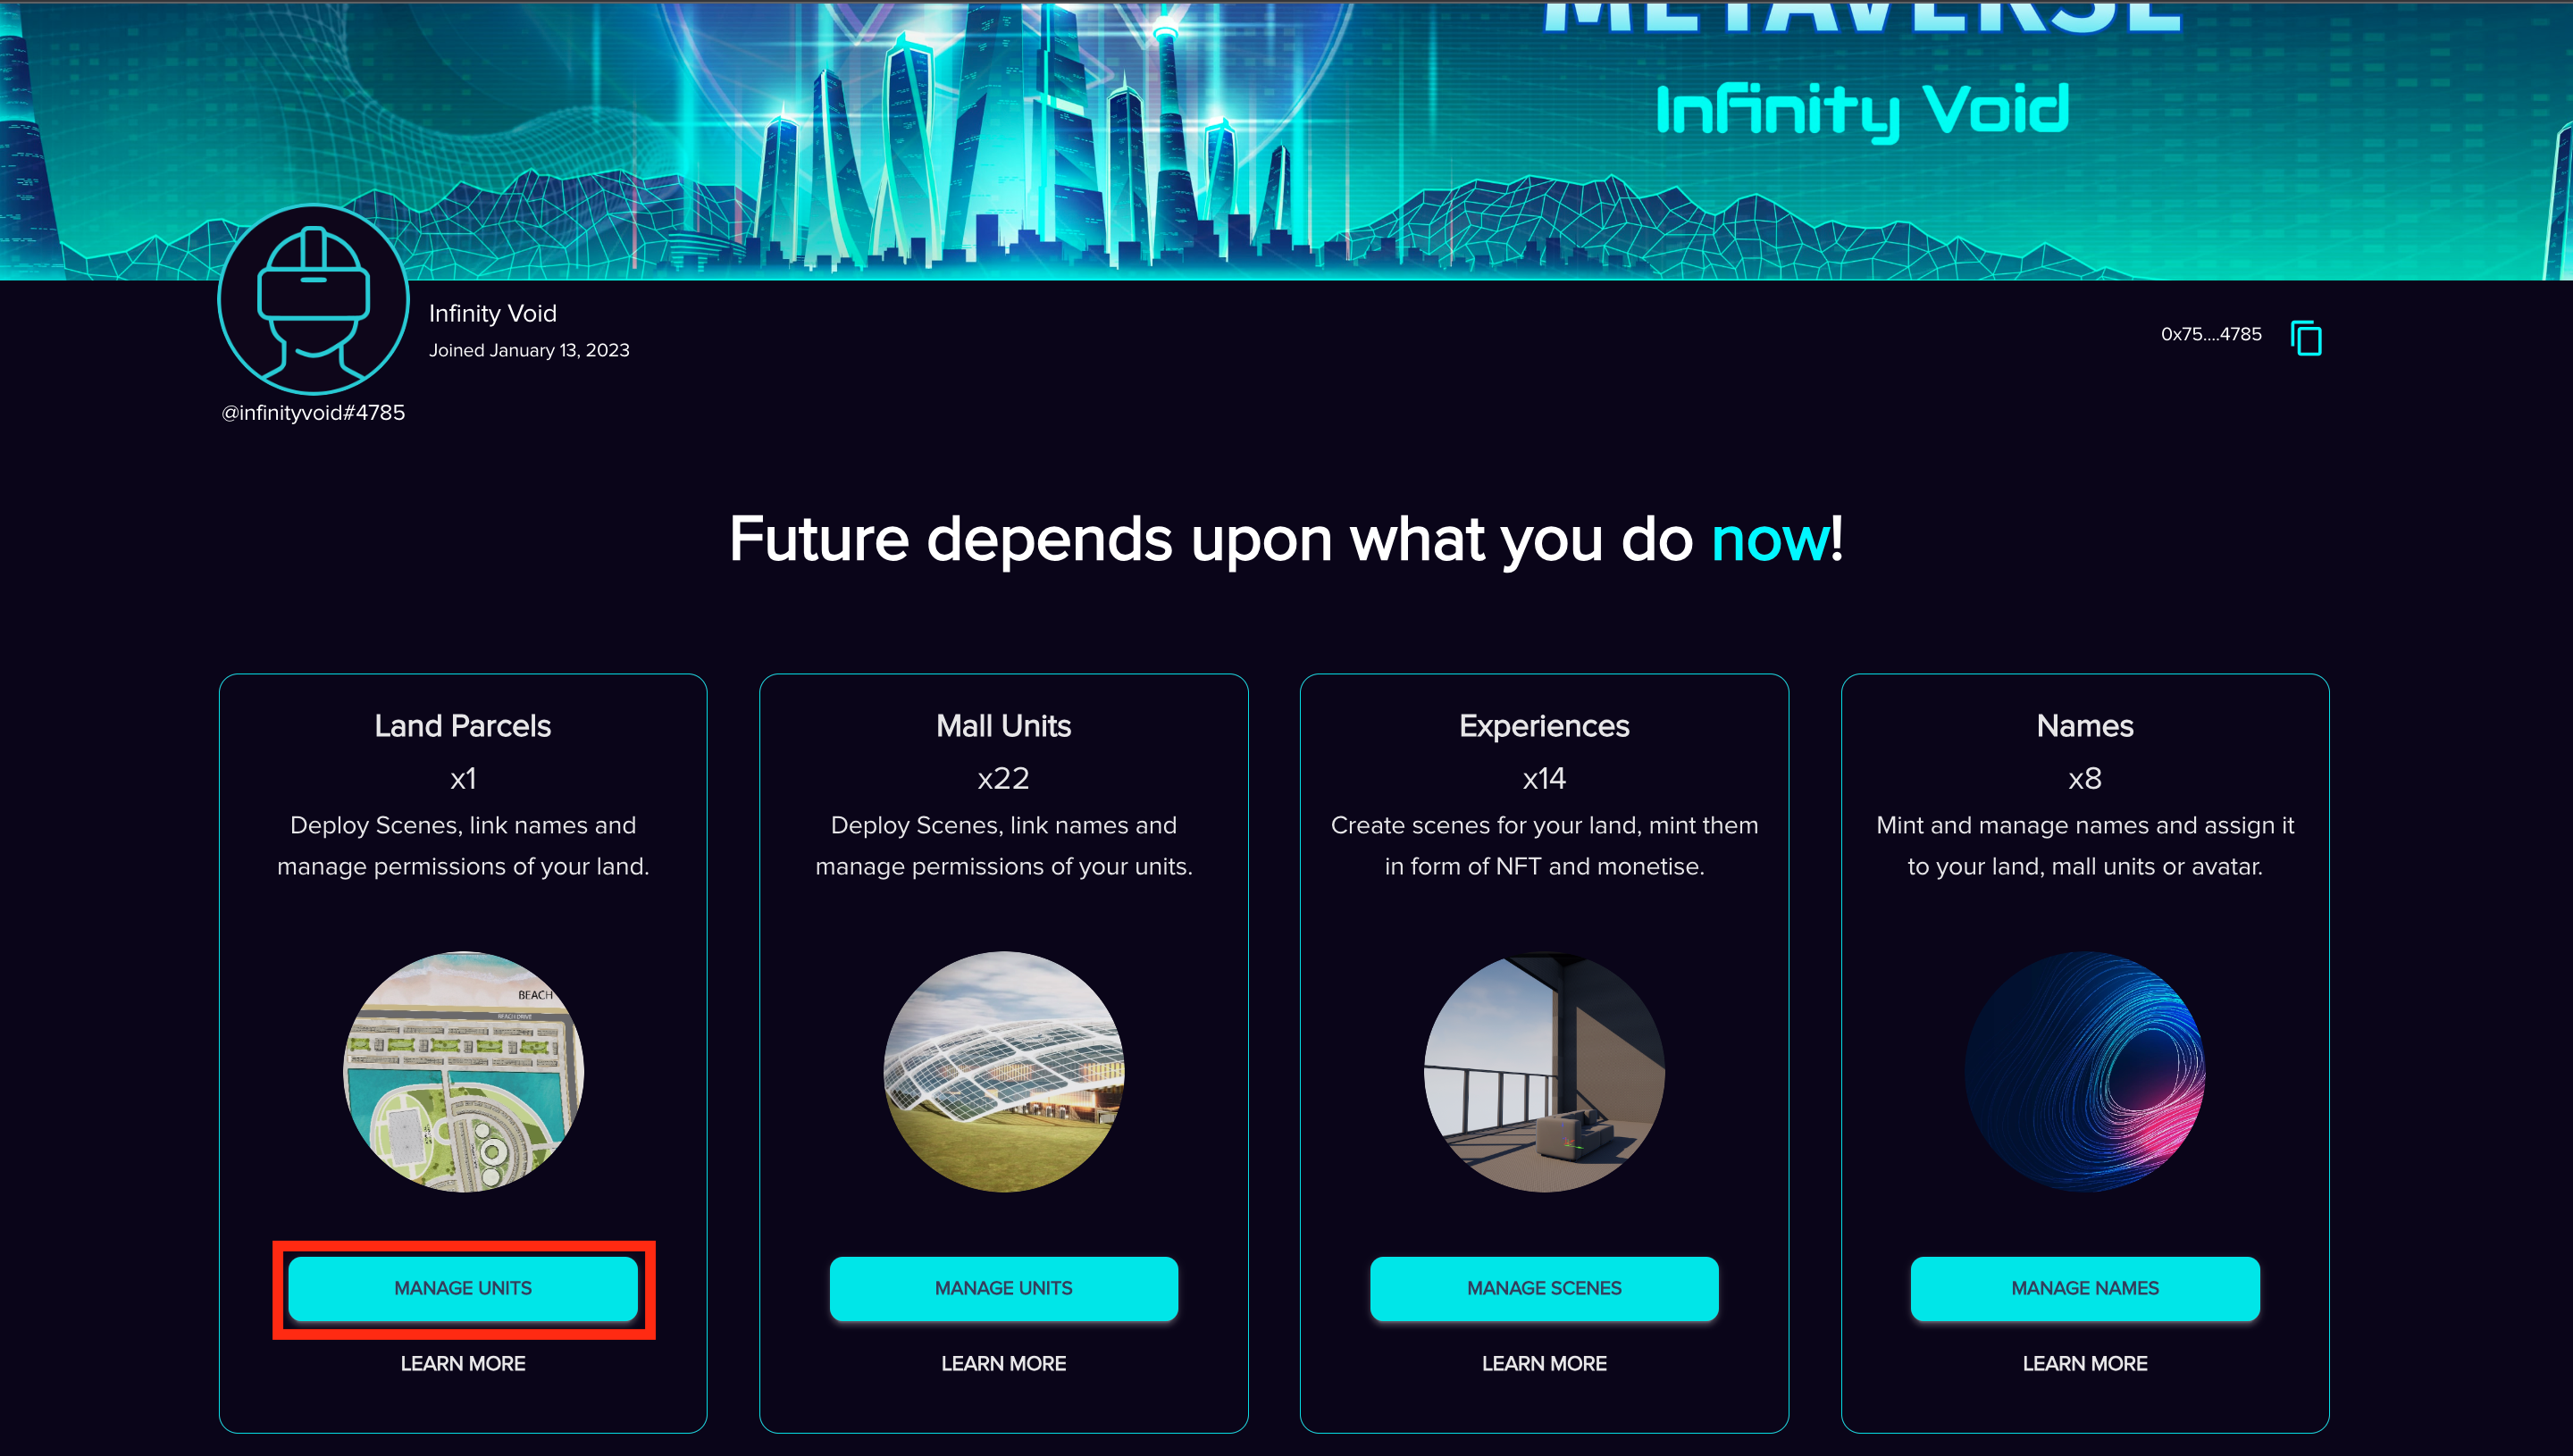 METAVERSE
Infinity Void
Infinity Void
Joined January 13, 2023
0x75....4785
@infinityvoid#4785
Future depends upon what you do now!
Land Parcels
x1
Deploy Scenes, link names and
manage permissions of your land.
BEACH
BEACH DRIVE
MANAGE UNITS
LEARN MORE
Mall Units
x22
Deploy Scenes, link names and
manage permissions of your units.
MANAGE UNITS
LEARN MORE
Experiences
x14
Create scenes for your land, mint them
in form of NFT and monetise.
MANAGE SCENES
LEARN MORE
Names
x8
Mint and manage names and assign it
to your land, mall units or avatar.
MANAGE NAMES
LEARN MORE